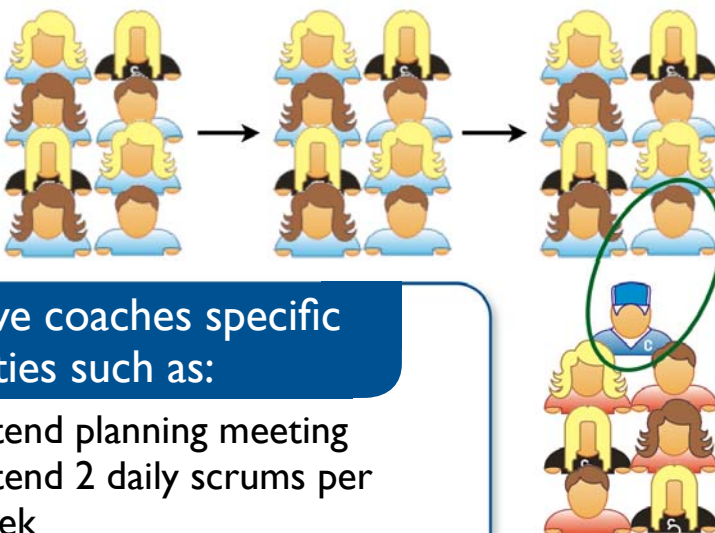 ve coaches specific
ties such as:
tend planning meeting
tend 2 daily scrums per
ek
C